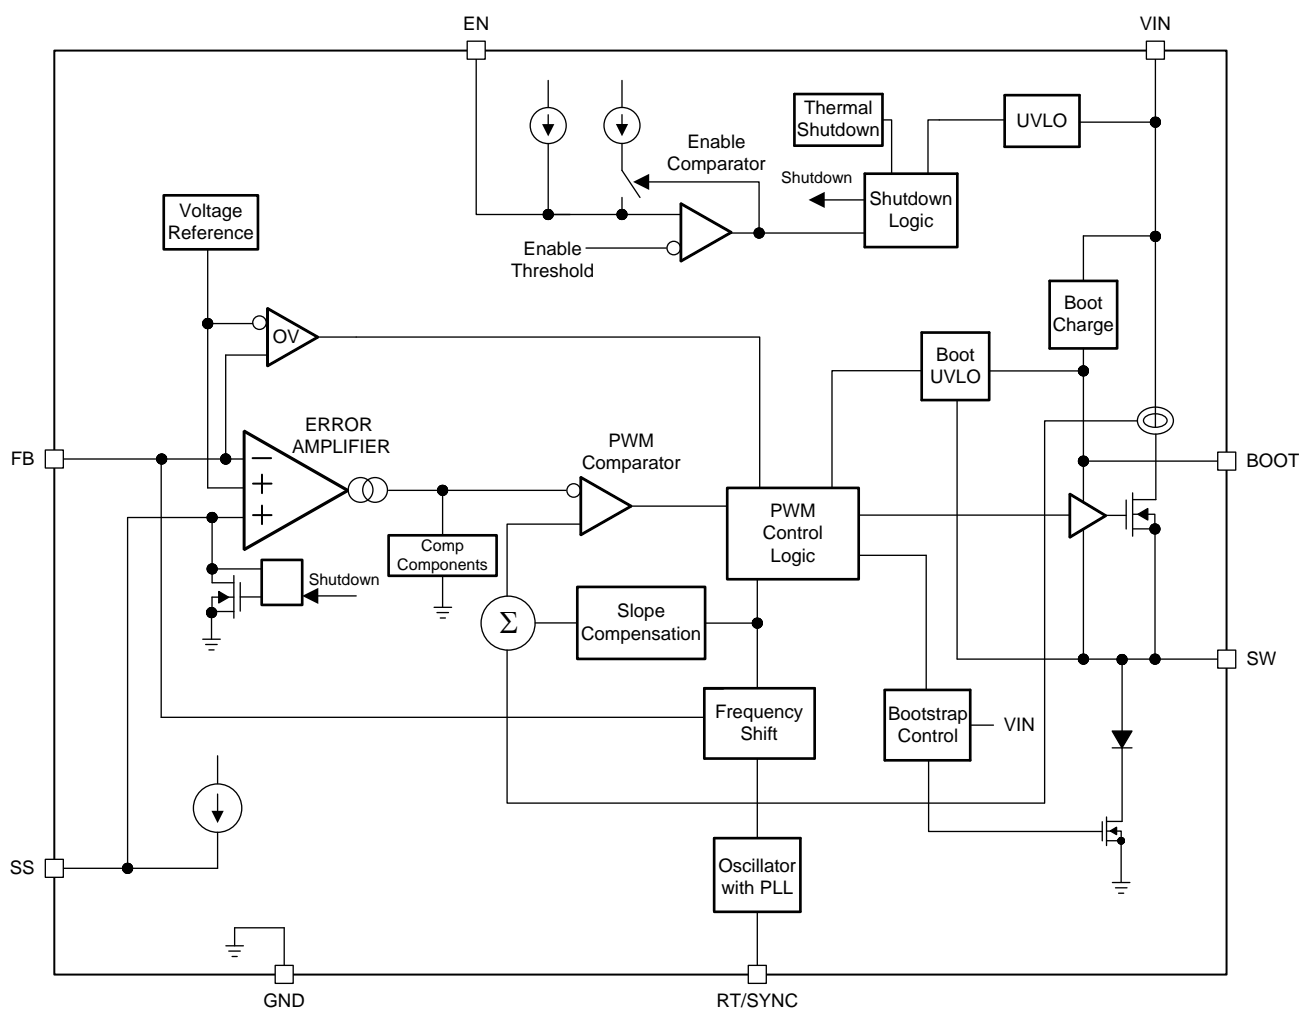 EN
VIN
Thermal
Shutdown
UVLO
Enable
Comparator
Shutdown
Shutdown
Logic
Voltage
Reference
Enable
Threshold
Boot
Charge
OV
Boot
UVLO
ERROR
AMPLIFIER
PWM
Comparator
FB
BOOT
−
+
+
PWM
Control
Logic
Comp
Components
Shutdown
Σ
Slope
Compensation
SW
Frequency
Shift
Bootstrap
Control
VIN
SS
Oscillator
with PLL
GND
RT/SYNC